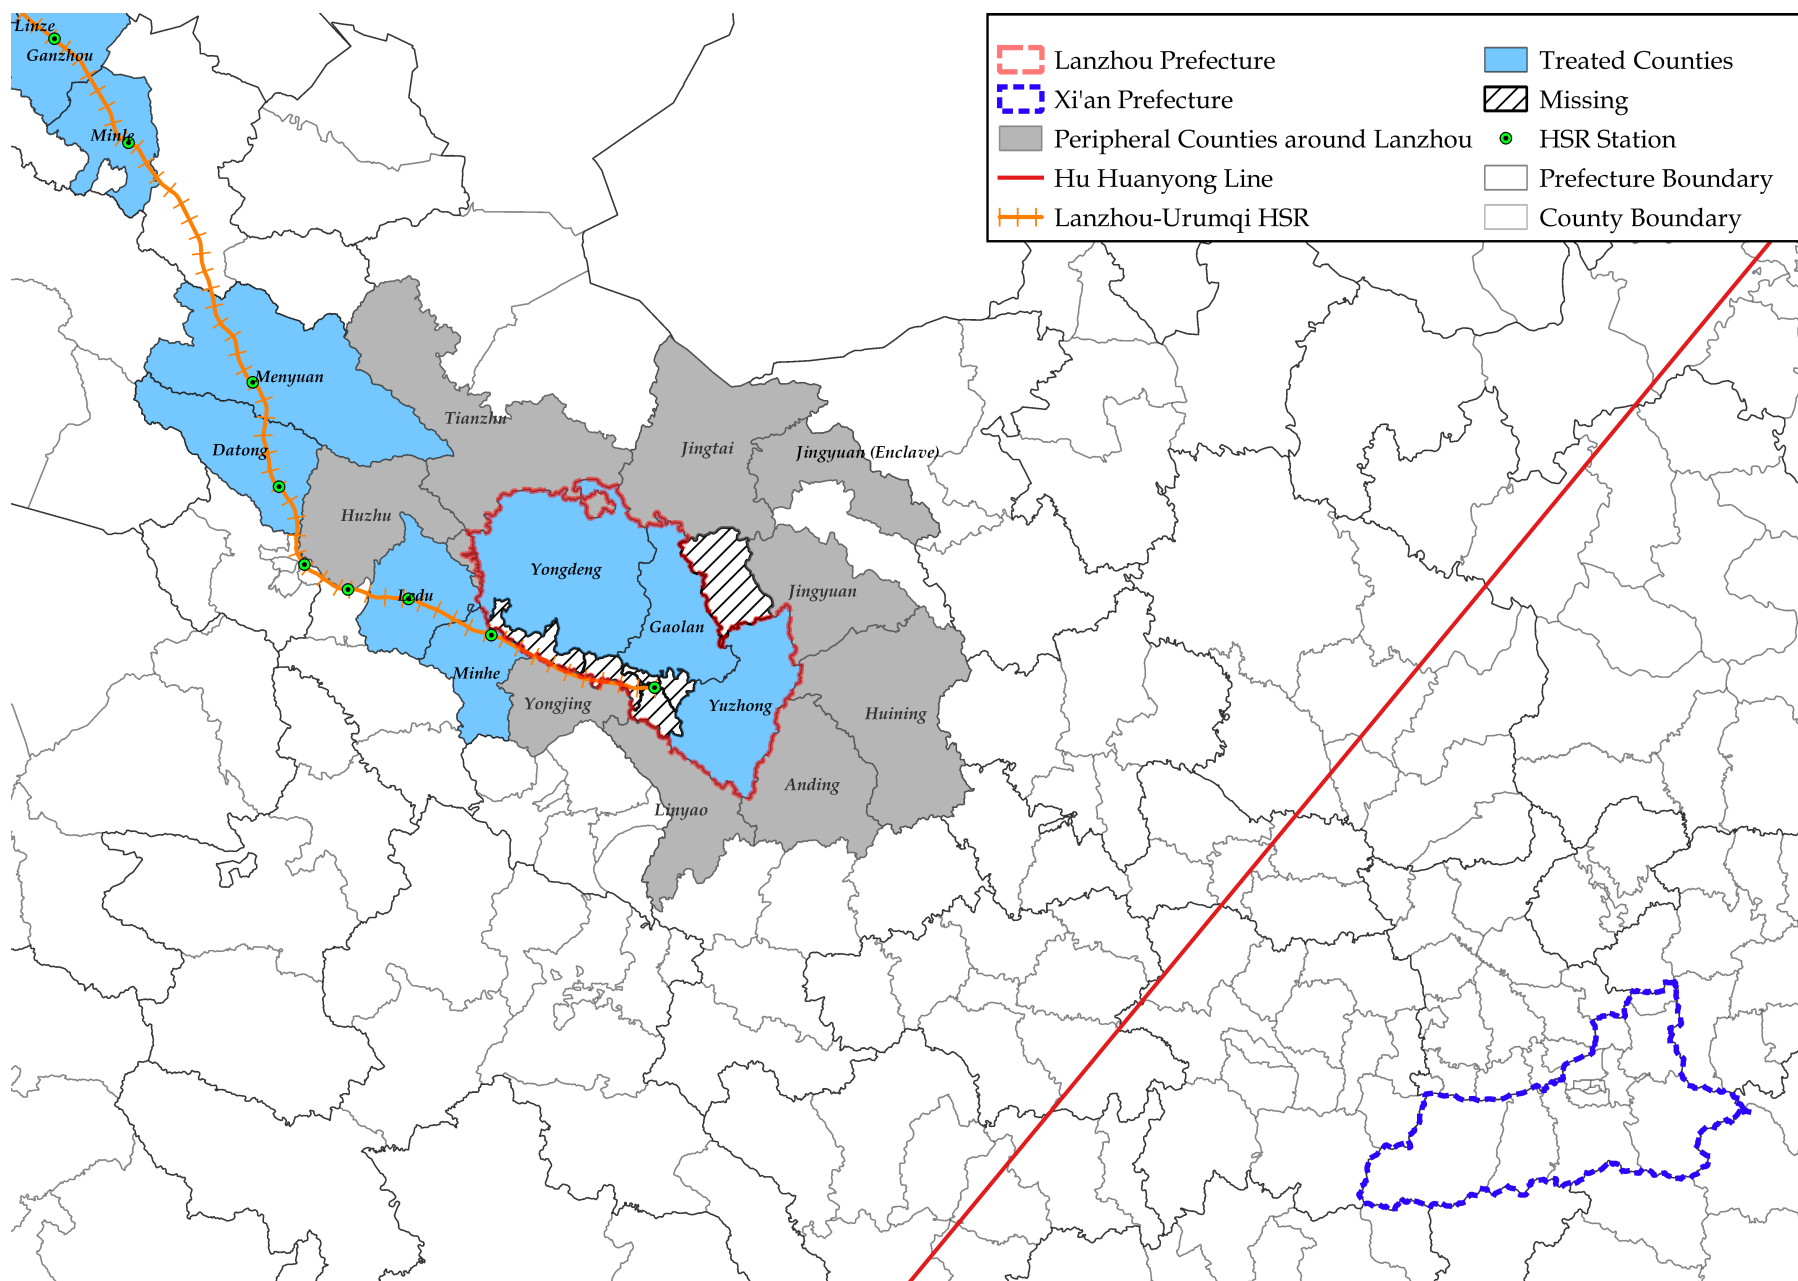 Linze
Ganzhou
Minle
Lanzhou Prefecture
Treated Counties
Xi'an Prefecture
Missing
Peripheral Counties around Lanzhou
HSR Station
Hu Huanyong Line
Prefecture Boundary
Lanzhou-Urumqi HSR
County Boundary
Menyuan
Tianzhu
Datong
Jingtai
Jingyuan (Enclave)
Huzhu
Yongdeng
Jingyuan
Ledu
Gaolan
Minhe
Yongjing
Yuzhong
Huining
Anding
Linyao